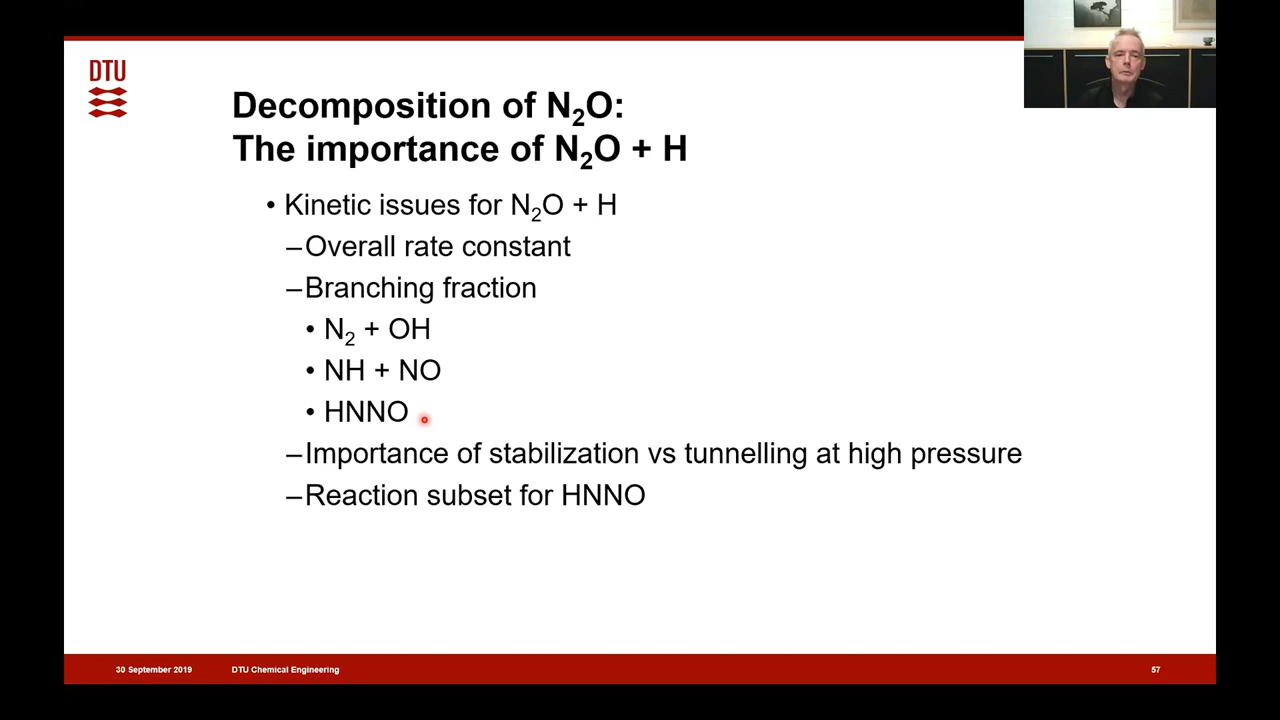 DTU
Decomposition of N₂O:
The importance of N₂O + H
• Kinetic issues for N₂O + H
–Overall rate constant
–Branching fraction
• N₂ + OH
• NH + NO
• HNNO
–Importance of stabilization vs tunnelling at high pressure
–Reaction subset for HNNO
30 September 2019 DTU Chemical Engineering 57